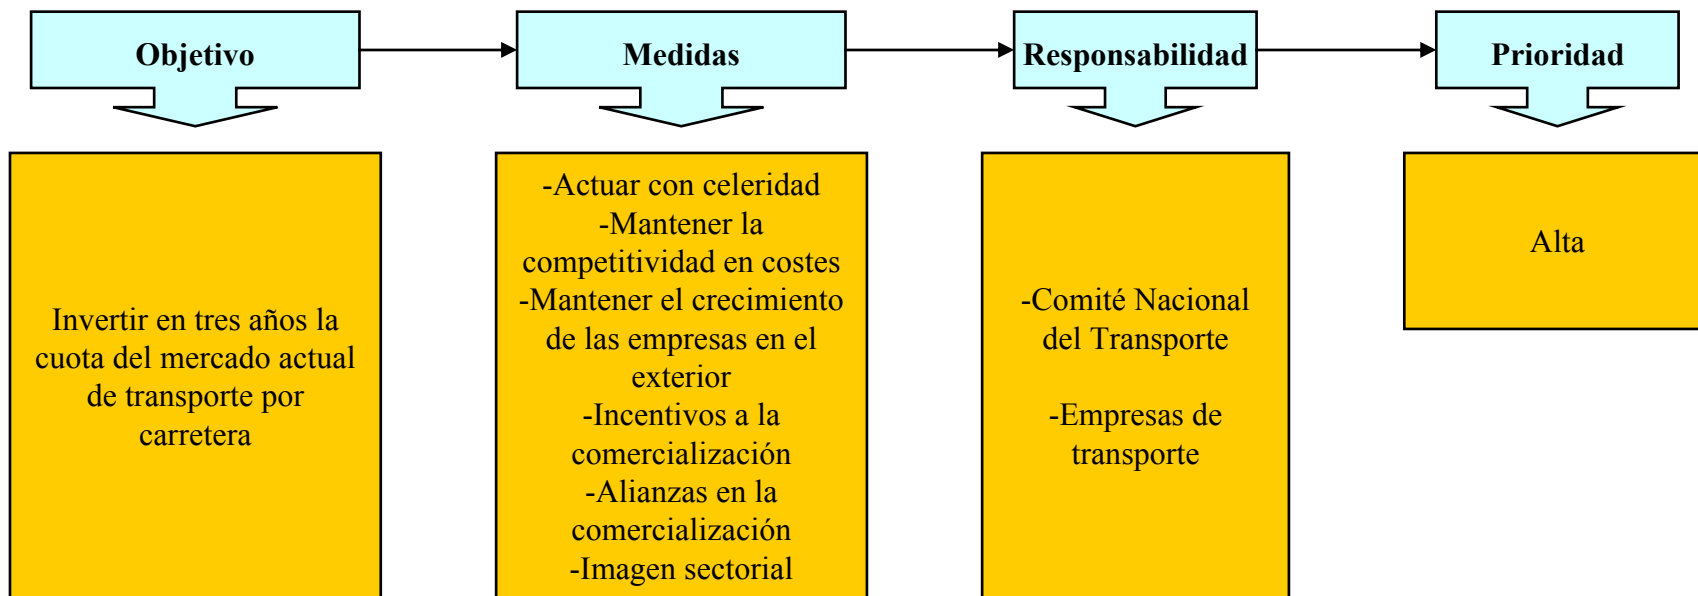 Objetivo
Medidas
Responsabilidad
Prioridad
Invertir en tres años la
cuota del mercado actual
de transporte por
carretera
-Actuar con celeridad
-Mantener la
competitividad en costes
-Mantener el crecimiento
de las empresas en el
exterior
-Incentivos a la
comercialización
-Alianzas en la
comercialización
-Imagen sectorial
-Comité Nacional
del Transporte
-Empresas de
transporte
Alta